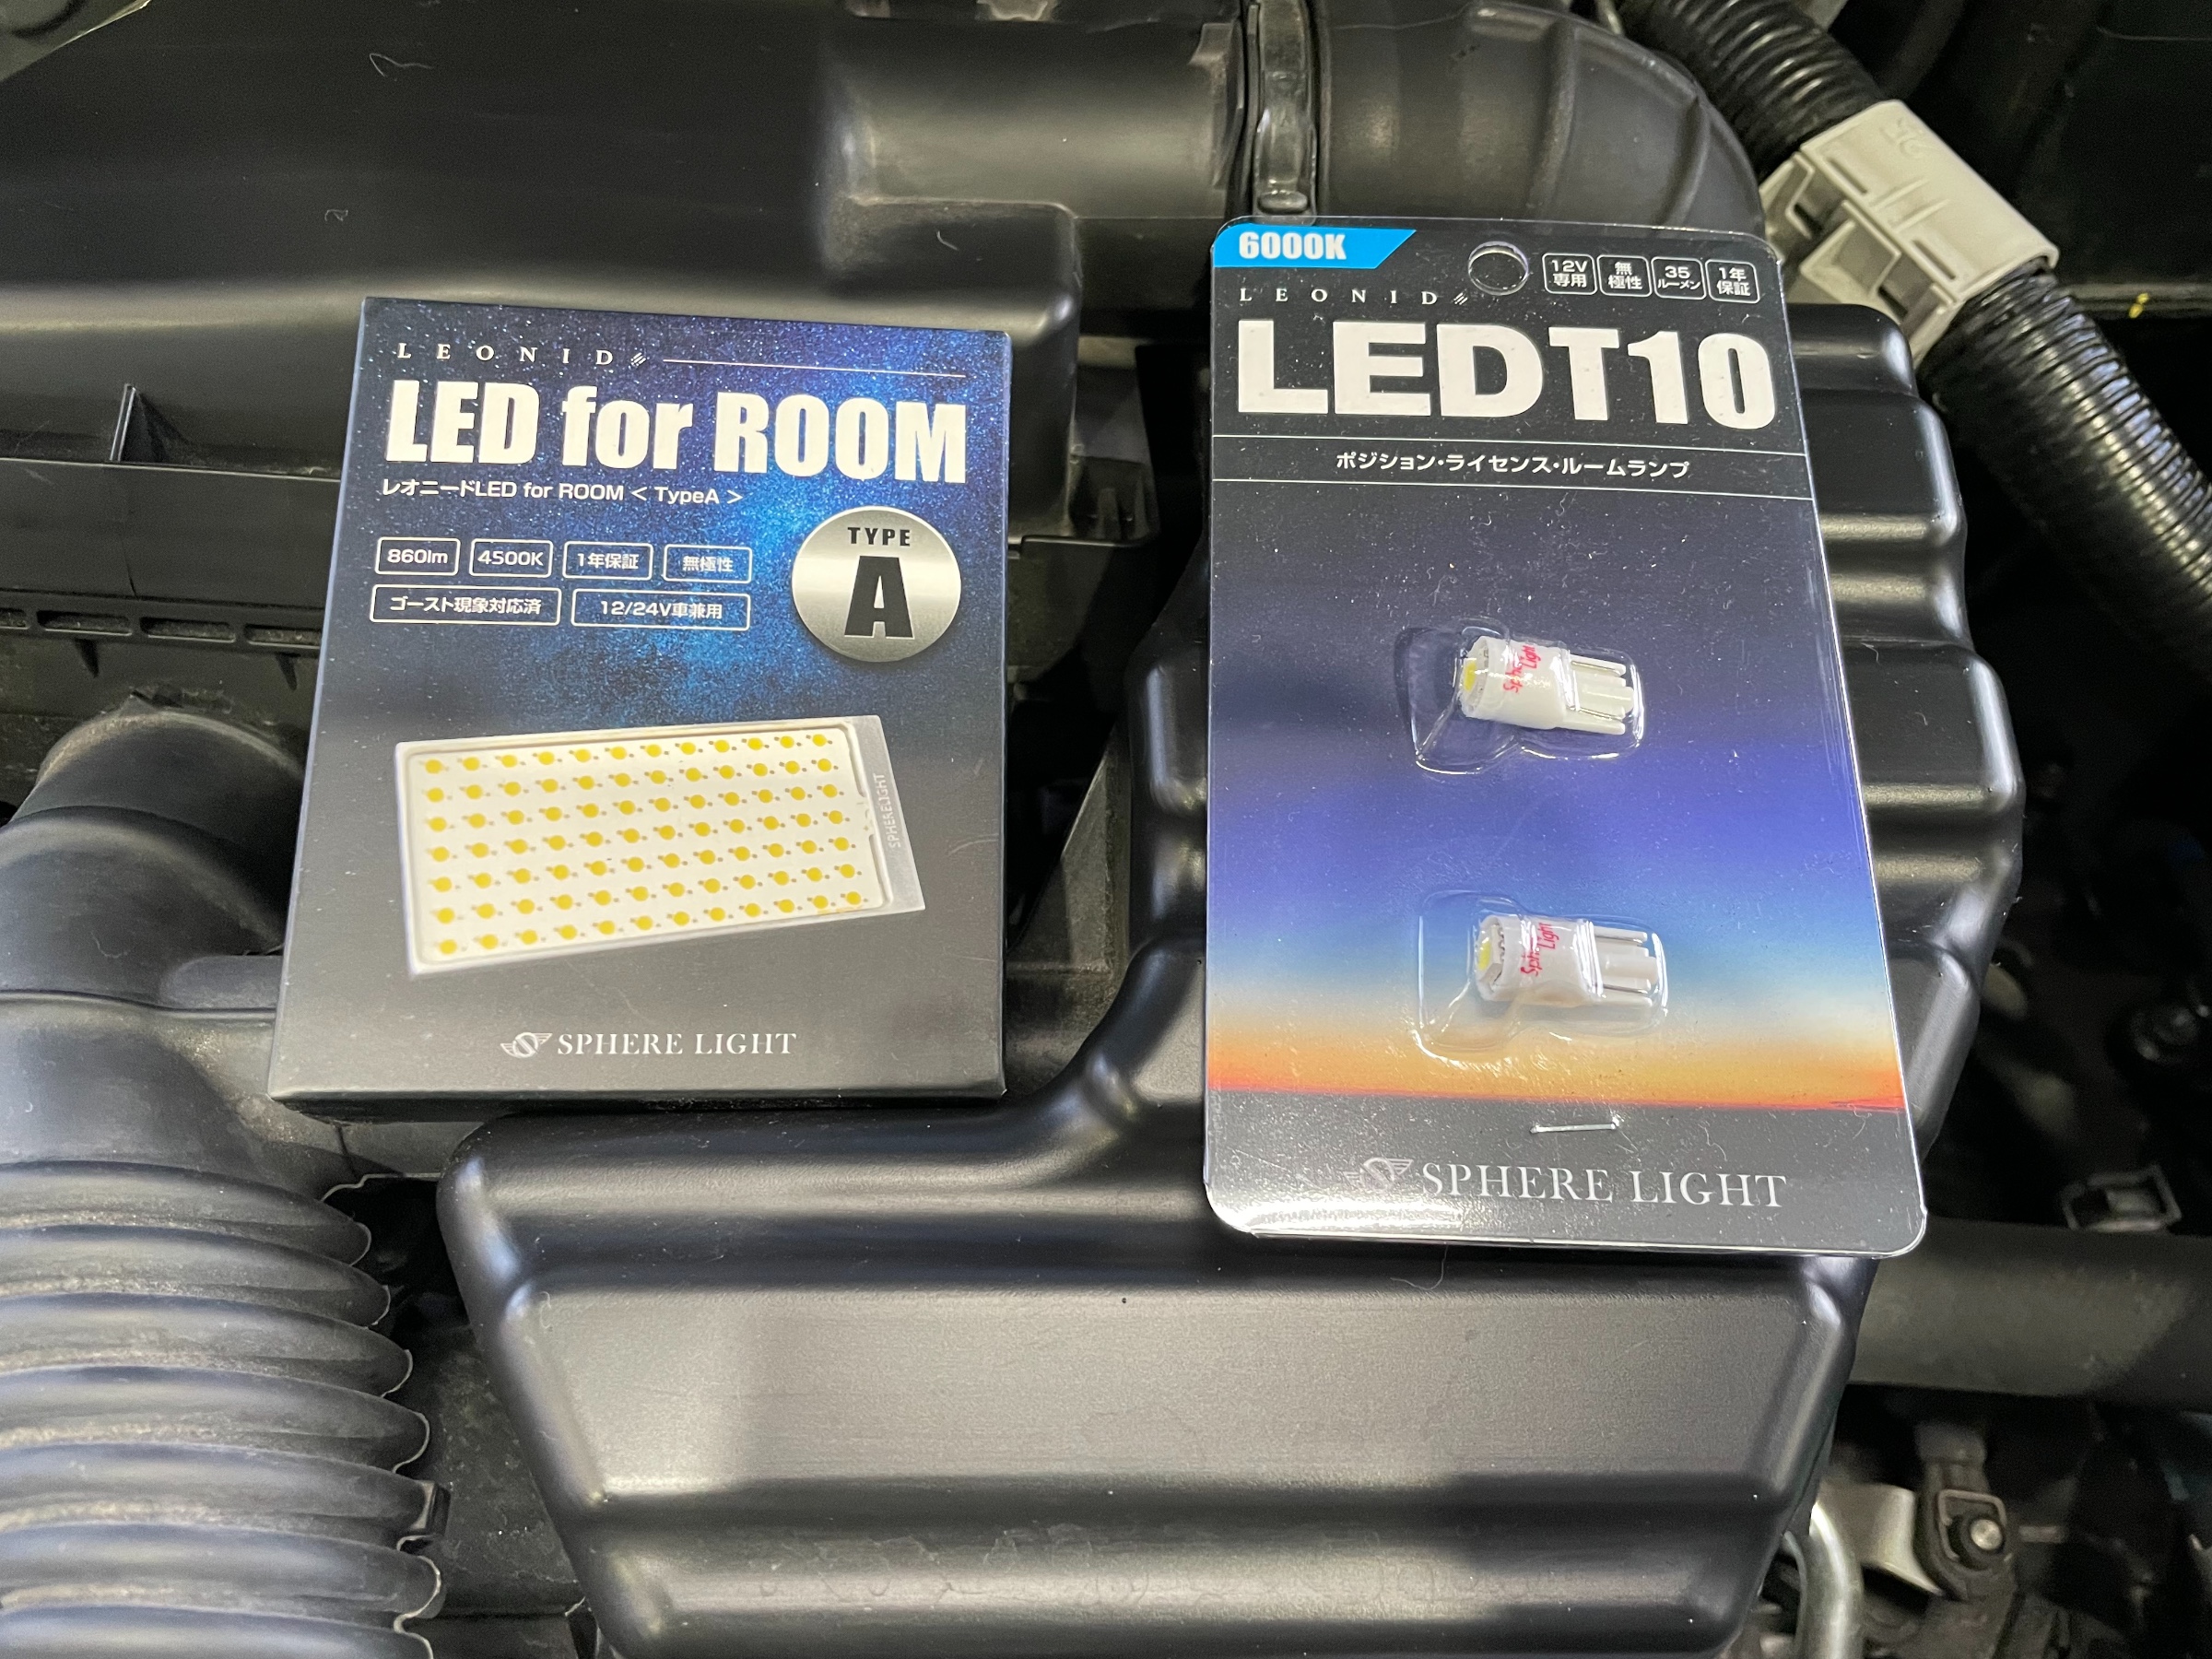 LEONID
LED for ROOM
レオニードLED for ROOM < TypeA >
860lm 4500K 1年保証 無極性
ゴースト現象対応済 12/24V車兼用
TYPE
A
SPHERELIGHT
SPHERE LIGHT
6000K
12V専用 無極性 35ルーメン 1年保証
LEONID
LEDT10
ポジション・ライセンス・ルームランプ
Sphere
Light
Sphere
Light
SPHERE LIGHT